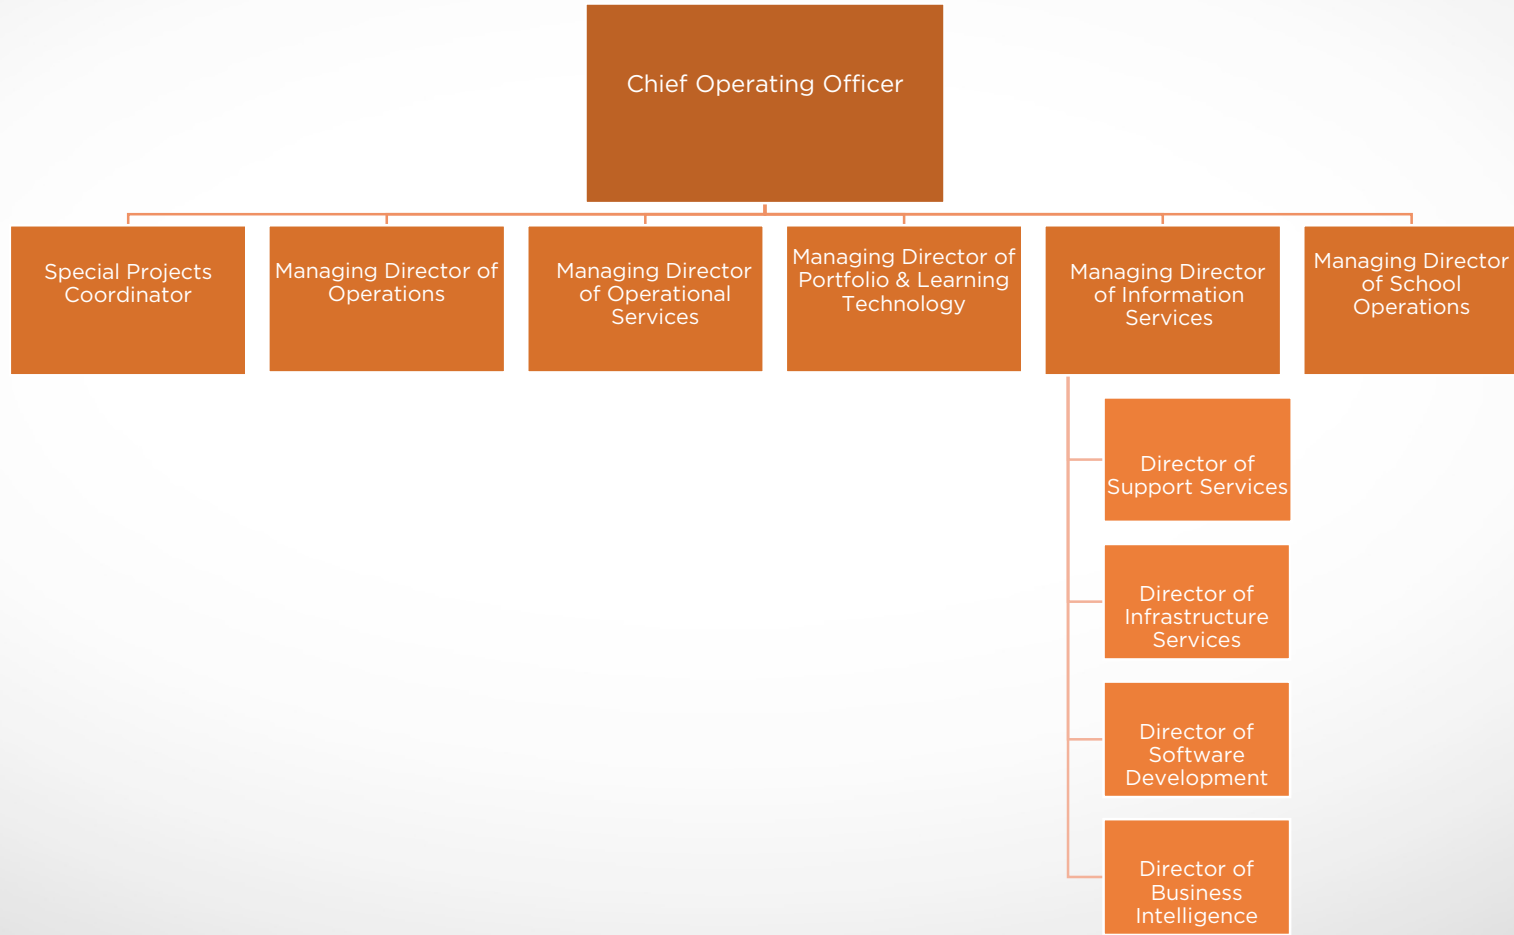 Chief Operating Officer
Special Projects
Coordinator
Managing Director of
Operations
Managing Director
of Operational
Services
Managing Director of
Portfolio & Learning
Technology
Managing Director
of Information
Services
Managing Director
of School
Operations
Director of
Support Services
Director of
Infrastructure
Services
Director of
Software
Development
Director of
Business
Intelligence